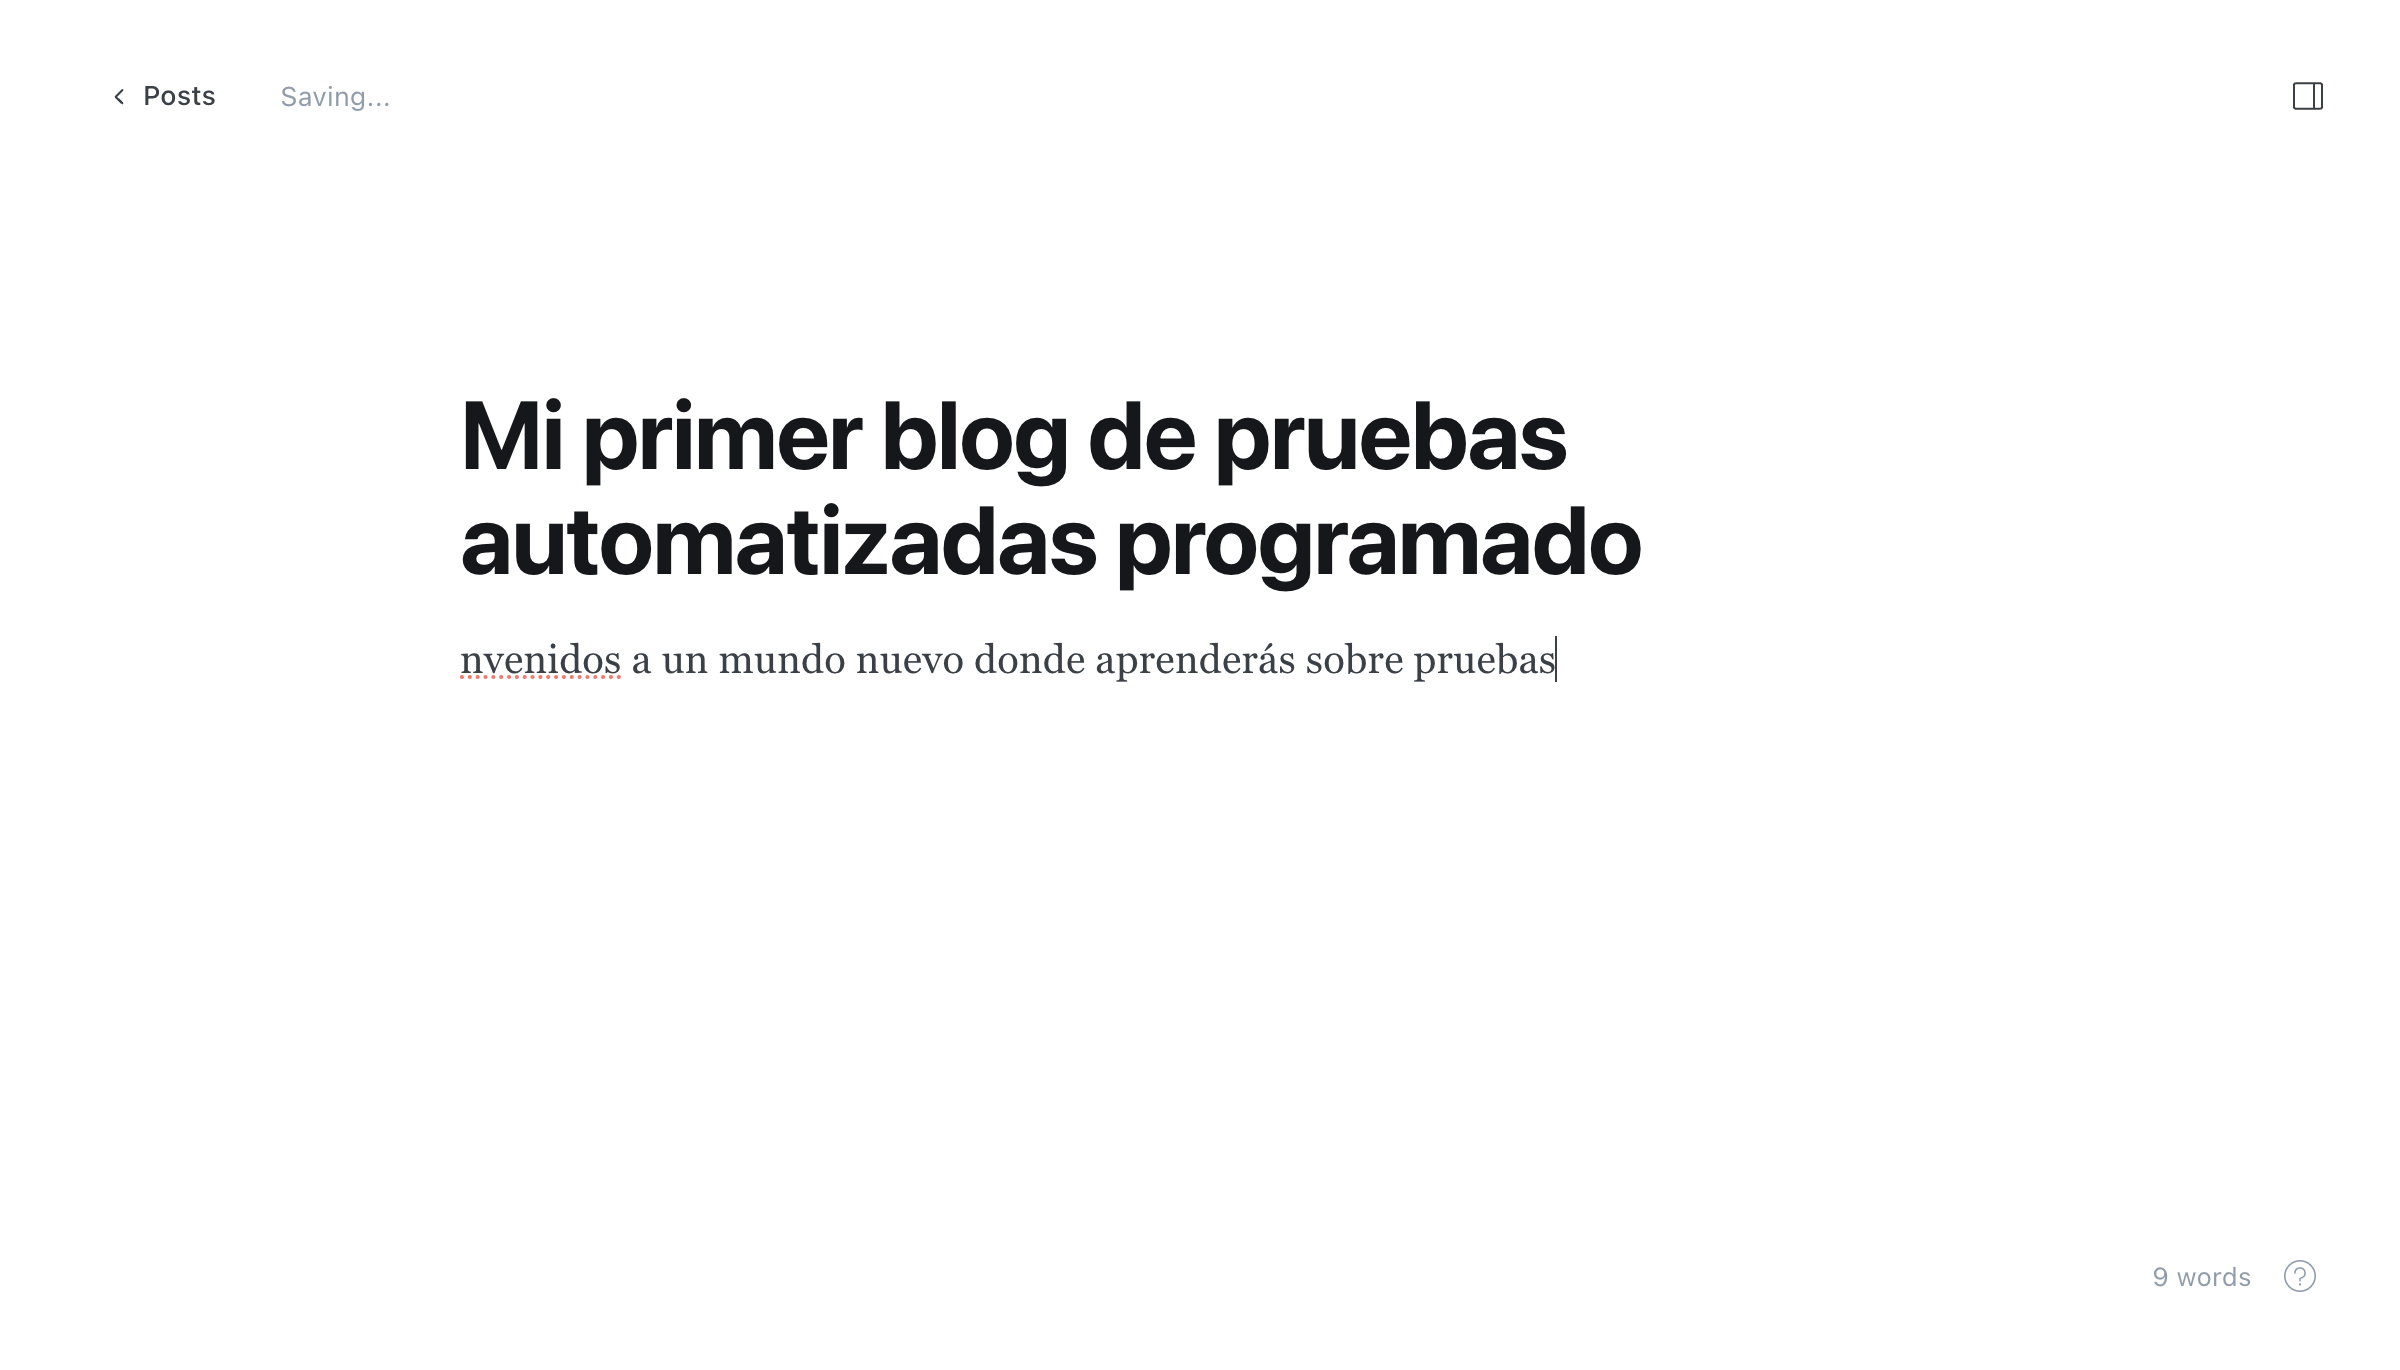 Posts
Saving...
Mi primer blog de pruebas
automatizadas programado
nvenidos a un mundo nuevo donde aprenderás sobre pruebas
9 words
?